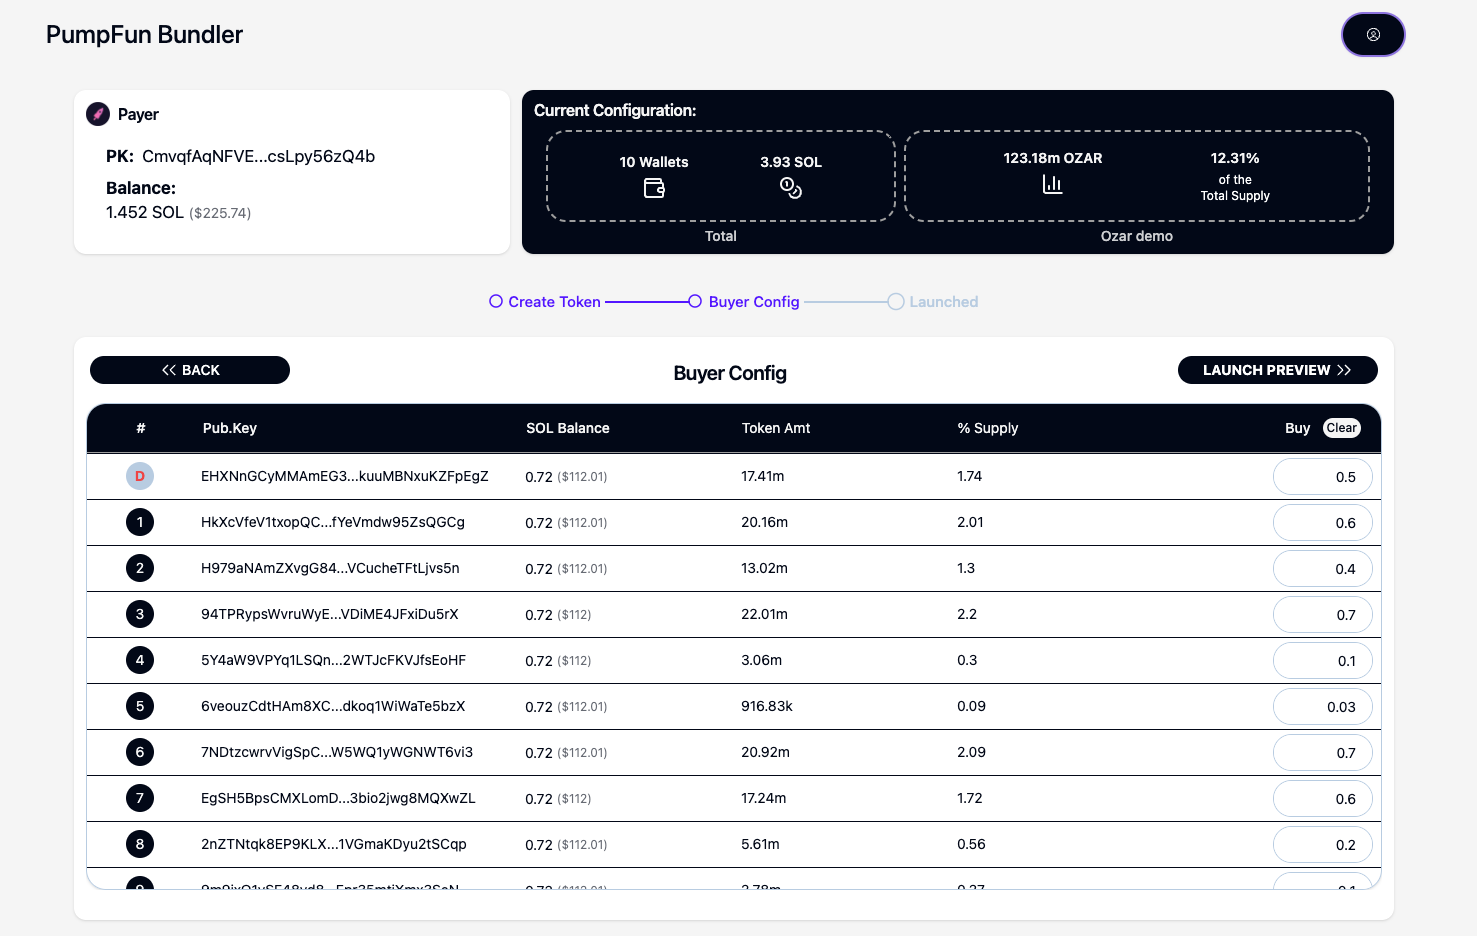 PumpFun Bundler
Payer
PK: CmvqfAqNFVE...csLpy56zQ4b
Balance:
1.452 SOL ($225.74)
Current Configuration:
10 Wallets 3.93 SOL
Total
123.18m OZAR 12.31%
of the
Total Supply
Ozar demo
Create Token Buyer Config Launched
BACK Buyer Config LAUNCH PREVIEW
# Pub.Key SOL Balance Token Amt % Supply Buy Clear
D EHXNnGCyMMAmEG3...kuuMBNxuKZFpEgZ 0.72 ($112.01) 17.41m 1.74 0.5
1 HkXcVfeV1txopQC...fYeVmdw95ZsQGCg 0.72 ($112.01) 20.16m 2.01 0.6
2 H979aNAmZXvgG84...VCucheTFtLjvs5n 0.72 ($112.01) 13.02m 1.3 0.4
3 94TPRypsWvruWyE...VDiME4JFxiDu5rX 0.72 ($112) 22.01m 2.2 0.7
4 5Y4aW9VPYq1LSQn...2WTJcFKVJfsEoHF 0.72 ($112) 3.06m 0.3 0.1
5 6veouzCdtHAm8XC...dkoq1WiWaTe5bzX 0.72 ($112.01) 916.83k 0.09 0.03
6 7NDtzcwrvVigSpC...W5WQ1yWGNWT6vi3 0.72 ($112.01) 20.92m 2.09 0.7
7 EgSH5BpsCMXLomD...3bio2jwg8MQXwZL 0.72 ($112) 17.24m 1.72 0.6
8 2nZTNtqk8EP9KLX...1VGmaKDyu2tSCqp 0.72 ($112.01) 5.61m 0.56 0.2